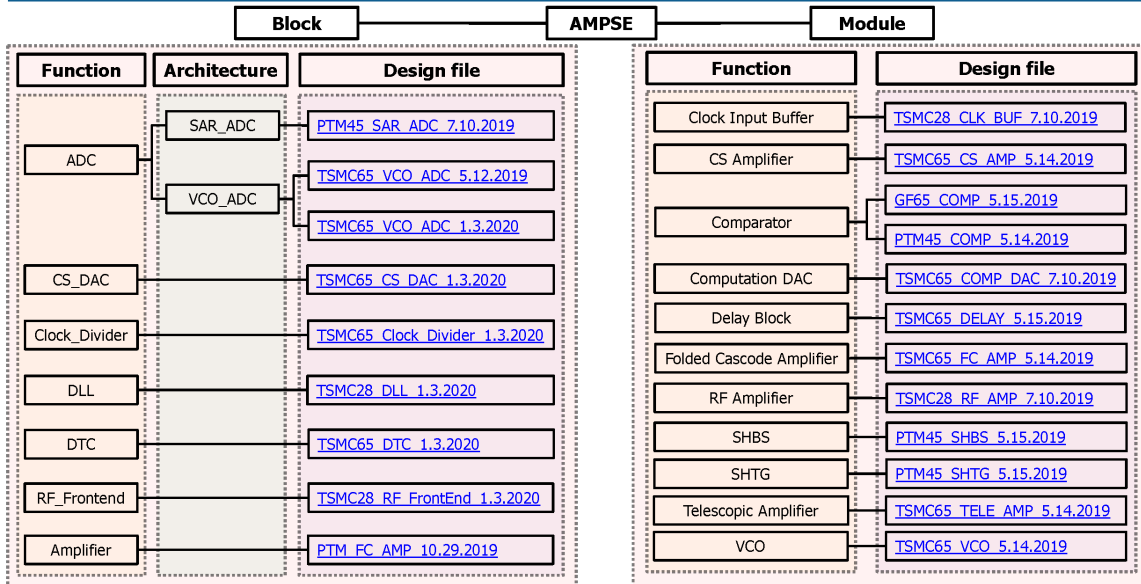 Block
AMPSE
Module
Function
Architecture
Design file
ADC
SAR_ADC
PTM45_SAR_ADC_7.10.2019
VCO_ADC
TSMC65_VCO_ADC_5.12.2019
TSMC65_VCO_ADC_1.3.2020
CS_DAC
TSMC65_CS_DAC_1.3.2020
Clock_Divider
TSMC65_Clock_Divider_1.3.2020
DLL
TSMC28_DLL_1.3.2020
DTC
TSMC65_DTC_1.3.2020
RF_Frontend
TSMC28_RF_FrontEnd_1.3.2020
Amplifier
PTM_FC_AMP_10.29.2019
Function
Design file
Clock Input Buffer
TSMC28_CLK_BUF_7.10.2019
CS Amplifier
TSMC65_CS_AMP_5.14.2019
Comparator
GF65_COMP_5.15.2019
PTM45_COMP_5.14.2019
Computation DAC
TSMC65_COMP_DAC_7.10.2019
Delay Block
TSMC65_DELAY_5.15.2019
Folded Cascode Amplifier
TSMC65_FC_AMP_5.14.2019
RF Amplifier
TSMC28_RF_AMP_7.10.2019
SHBS
PTM45_SHBS_5.15.2019
SHTG
PTM45_SHTG_5.15.2019
Telescopic Amplifier
TSMC65_TELE_AMP_5.14.2019
VCO
TSMC65_VCO_5.14.2019